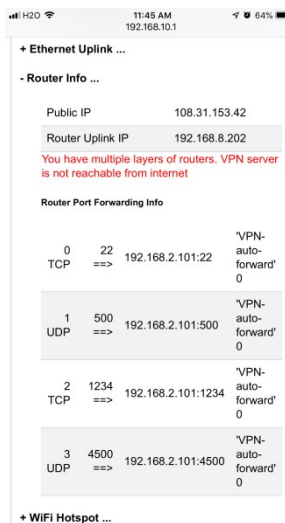 H2O 11:45 AM 64%
192.168.10.1
+ Ethernet Uplink ...
- Router Info ...
Public IP 108.31.153.42
Router Uplink IP 192.168.8.202
You have multiple layers of routers. VPN server
is not reachable from internet
Router Port Forwarding Info
0 TCP 22 ==> 192.168.2.101:22 'VPN-auto-forward' 0
1 UDP 500 ==> 192.168.2.101:500 'VPN-auto-forward' 0
2 TCP 1234 ==> 192.168.2.101:1234 'VPN-auto-forward' 0
3 UDP 4500 ==> 192.168.2.101:4500 'VPN-auto-forward' 0
+ WiFi Hotspot ...